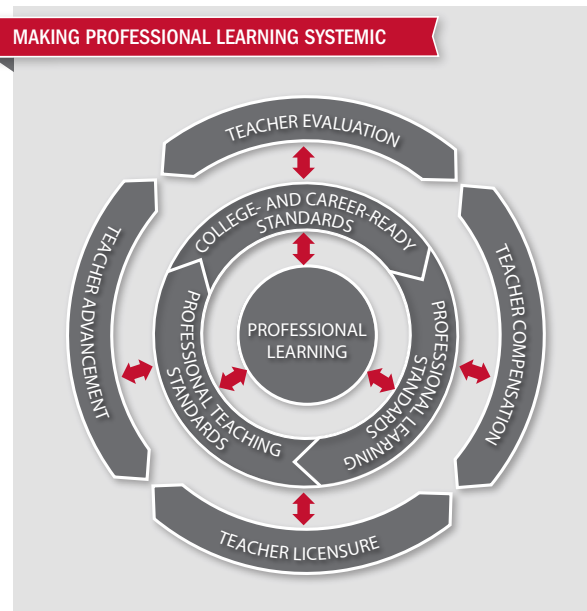 MAKING PROFESSIONAL LEARNING SYSTEMIC
TEACHER EVALUATION
COLLEGE- AND CAREER-READY
STANDARDS
TEACHER ADVANCEMENT
PROFESSIONAL TEACHING
STANDARDS
PROFESSIONAL
LEARNING
PROFESSIONAL LEARNING
STANDARDS
TEACHER COMPENSATION
TEACHER LICENSURE